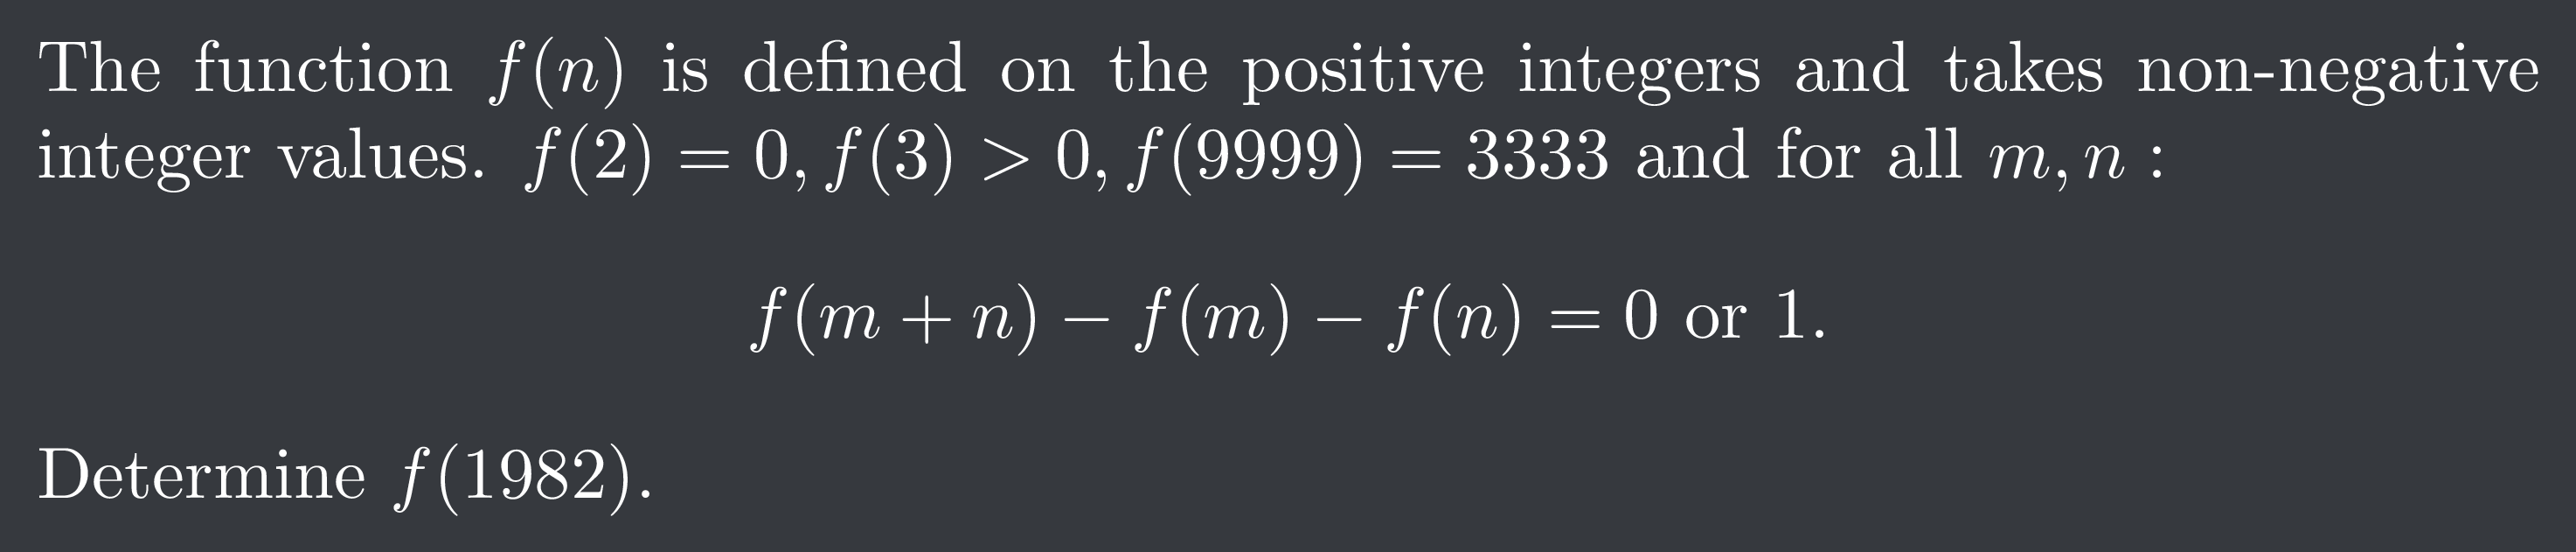 The function f(n) is defined on the positive integers and takes non-negative
integer values. f(2) = 0, f(3) > 0, f(9999) = 3333 and for all m, n :
f(m + n) − f(m) − f(n) = 0 or 1.
Determine f(1982).